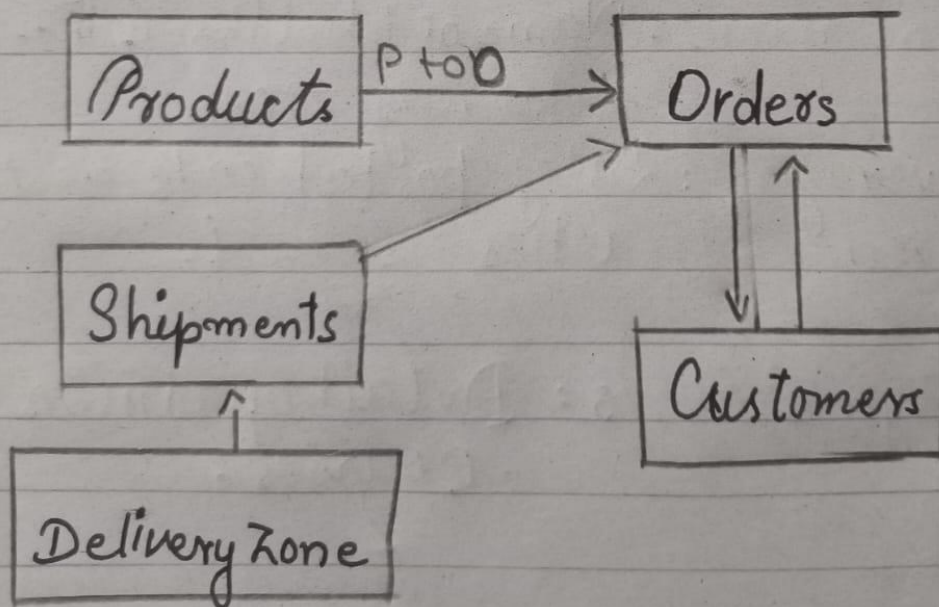 Products
P to O
Orders
Shipments
Customers
Delivery Zone